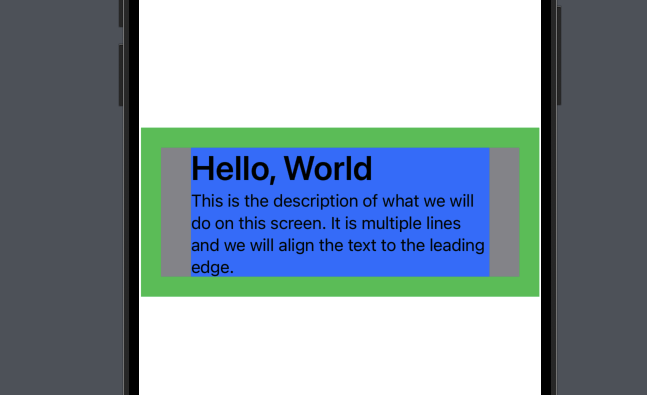 Hello, World
This is the description of what we will
do on this screen. It is multiple lines
and we will align the text to the leading
edge.